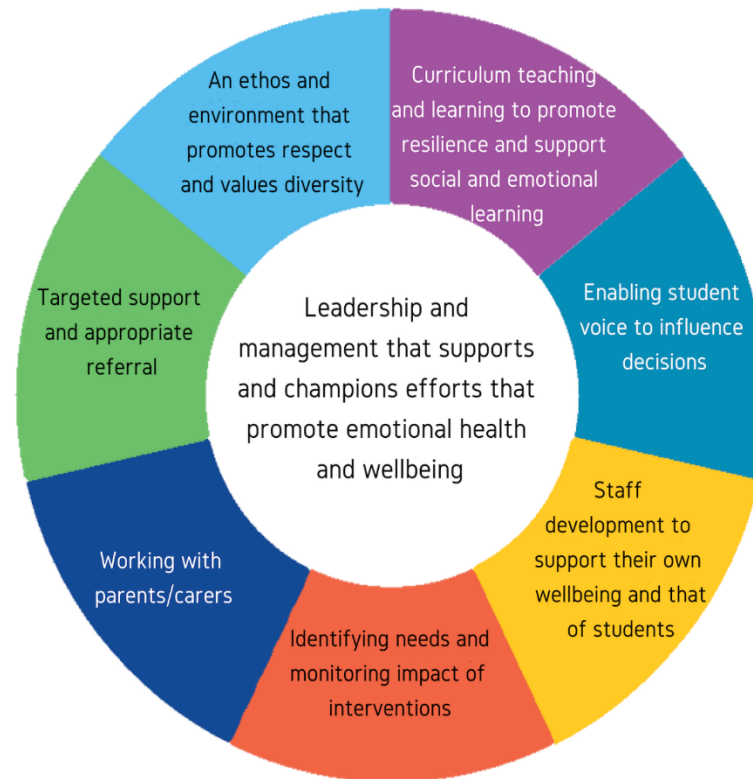 An ethos and
environment that
promotes respect
and values diversity
Curriculum teaching
and learning to promote
resilience and support
social and emotional
learning
Enabling student
voice to influence
decisions
Staff
development to
support their own
wellbeing and that
of students
Identifying needs and
monitoring impact of
interventions
Working with
parents/carers
Targeted support
and appropriate
referral
Leadership and
management that supports
and champions efforts that
promote emotional health
and wellbeing